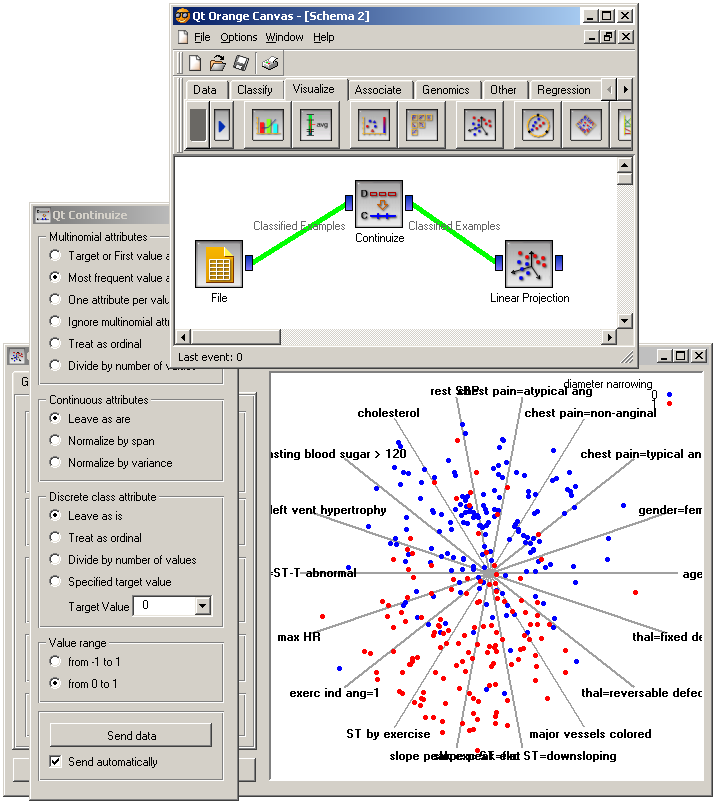 Qt Orange Canvas - [Schema 2]
File Options Window Help
Data Classify Visualize Associate Genomics Other Regression
avg
D
C
Classified Examples Classified Examples
Continuize
File
Linear Projection
Last event: 0
Qt Continuize
Multinomial attributes
Target or First value a
Most frequent value a
One attribute per valu
Ignore multinomial att
Treat as ordinal
Divide by number of values
Continuous attributes
Leave as are
Normalize by span
Normalize by variance
Discrete class attribute
Leave as is
Treat as ordinal
Divide by number of values
Specified target value
Target Value 0
Value range
from -1 to 1
from 0 to 1
Send data
Send automatically
G
diameter narrowing
0
1
rest SBP
chest pain=atypical ang
cholesterol
chest pain=non-anginal
asting blood sugar > 120
chest pain=typical an
left vent hypertrophy
gender=fem
=ST-T abnormal
age
max HR
thal=fixed de
exerc ind ang=1
thal=reversable defec
ST by exercise
major vessels colored
slope peak exc ST=flat
ST=downsloping